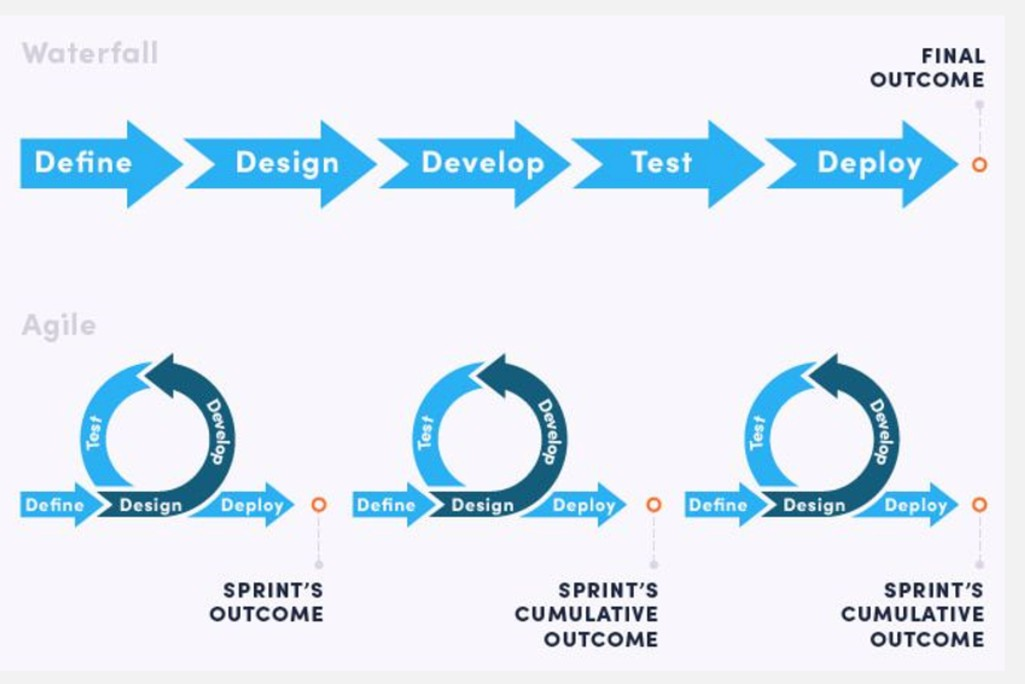 Waterfall
FINAL
OUTCOME
Define
Design
Develop
Test
Deploy
Agile
Test
Develop
Define
Design
Deploy
Test
Develop
Define
Design
Deploy
Test
Develop
Define
Design
Deploy
SPRINT'S
OUTCOME
SPRINT'S
CUMULATIVE
OUTCOME
SPRINT'S
CUMULATIVE
OUTCOME